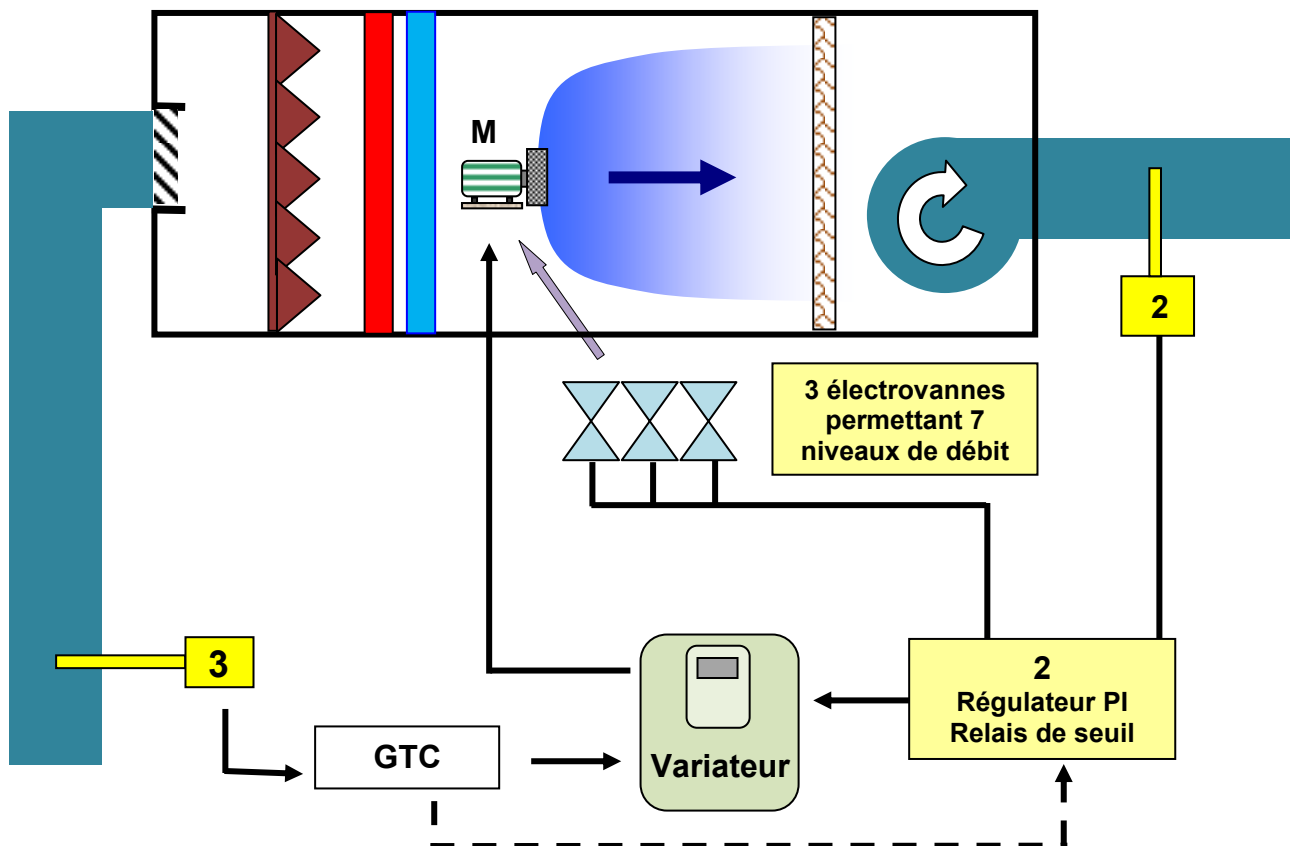 M
2
3 électrovannes
permettant 7
niveaux de débit
3
GTC
Variateur
2
Régulateur PI
Relais de seuil